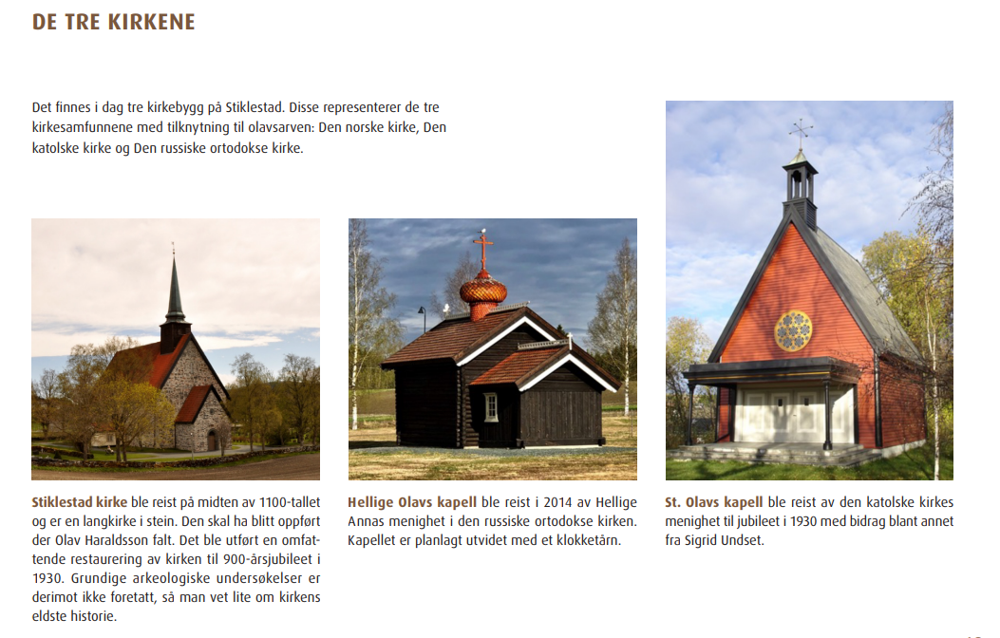 DE TRE KIRKENE
Det finnes i dag tre kirkebygg på Stiklestad. Disse representerer de tre
kirkesamfunnene med tilknytning til olavsarven: Den norske kirke, Den
katolske kirke og Den russiske ortodokse kirke.
Stiklestad kirke ble reist på midten av 1100-tallet
og er en langkirke i stein. Den skal ha blitt oppført
der Olav Haraldsson falt. Det ble utført en omfat-
tende restaurering av kirken til 900-årsjubileet i
1930. Grundige arkeologiske undersøkelser er
derimot ikke foretatt, så man vet lite om kirkens
eldste historie.
Hellige Olavs kapell ble reist i 2014 av Hellige
Annas menighet i den russiske ortodokse kirken.
Kapellet er planlagt utvidet med et klokketårn.
St. Olavs kapell ble reist av den katolske kirkes
menighet til jubileet i 1930 med bidrag blant annet
fra Sigrid Undset.